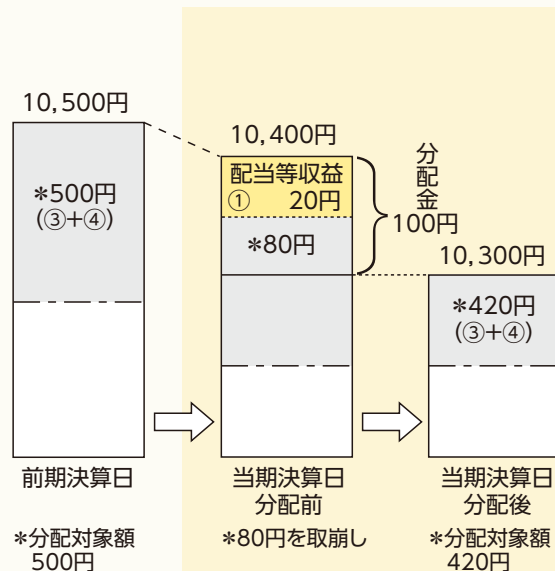 10,500円
*500円
(③+④)
前期決算日
*分配対象額
500円
10,400円
配当等収益
① 20円
*80円
分配金
100円
当期決算日
分配前
*80円を取崩し
10,300円
*420円
(③+④)
当期決算日
分配後
*分配対象額
420円